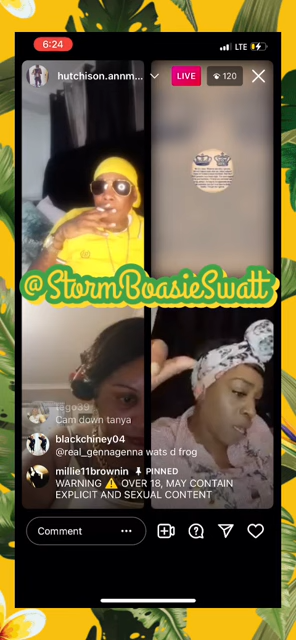 6:24
LTE
hutchison.annm...
LIVE
120
@StormBoasieSwatt
Cam down tanya
blackchiney04
@real_gennagenna wats d frog
millie11brownin PINNED
WARNING ⚠️ OVER 18, MAY CONTAIN
EXPLICIT AND SEXUAL CONTENT
Comment